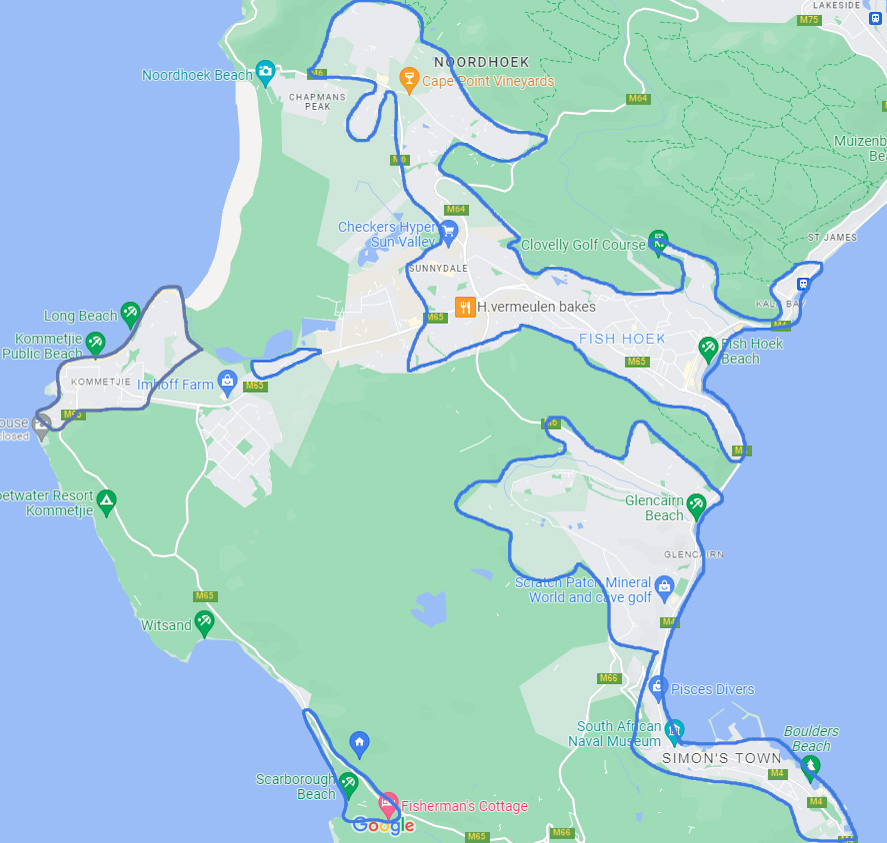 LAKESIDE
M75
NOORDHOEK
Noordhoek Beach
M6
Cape Point Vineyards
CHAPMANS
PEAK
M64
Muizenb
Bea
M6
M64
ST JAMES
Checkers Hyper
Sun Valley
Clovelly Golf Course
SUNNYDALE
KALK BAY
Long Beach
M65
H.vermeulen bakes
Kommetjie
Public Beach
FISH HOEK
Fish Hoek
Beach
M65
KOMMETJIE
Imhoff Farm
M65
M65
ouse
closed
M6
M4
etwater Resort
Kommetjie
Glencairn
Beach
GLENCAIRN
Scratch Patch Mineral
World and cave golf
M65
Witsand
M4
M66
Pisces Divers
South African
Naval Museum
Boulders
Beach
SIMON'S TOWN
M4
Scarborough
Beach
M4
Fisherman's Cottage
Google
M65
M66